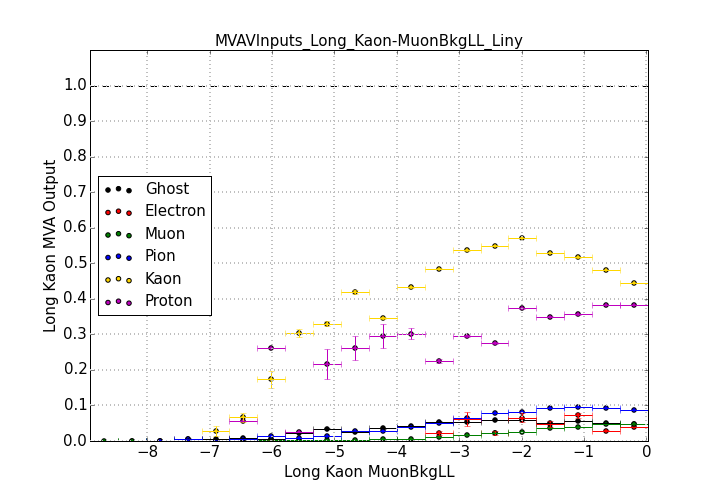 MVAVInputs_Long_Kaon-MuonBkgLL_Liny
Long Kaon MVA Output
1.0
0.9
0.8
0.7
0.6
0.5
0.4
0.3
0.2
0.1
0.0
Ghost
Electron
Muon
Pion
Kaon
Proton
−8 −7 −6 −5 −4 −3 −2 −1 0
Long Kaon MuonBkgLL